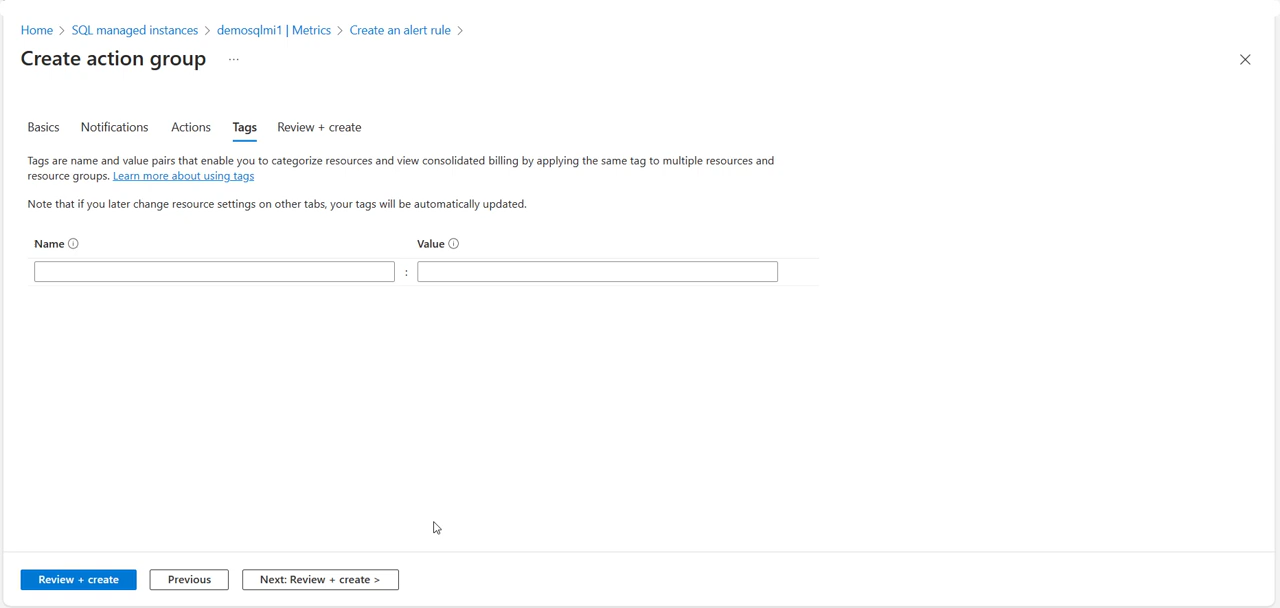 Home > SQL managed instances > demosqlmi1 | Metrics > Create an alert rule >
Create action group ...
Basics Notifications Actions Tags Review + create
Tags are name and value pairs that enable you to categorize resources and view consolidated billing by applying the same tag to multiple resources and
resource groups. Learn more about using tags
Note that if you later change resource settings on other tabs, your tags will be automatically updated.
Name Value
:
Review + create Previous Next: Review + create >